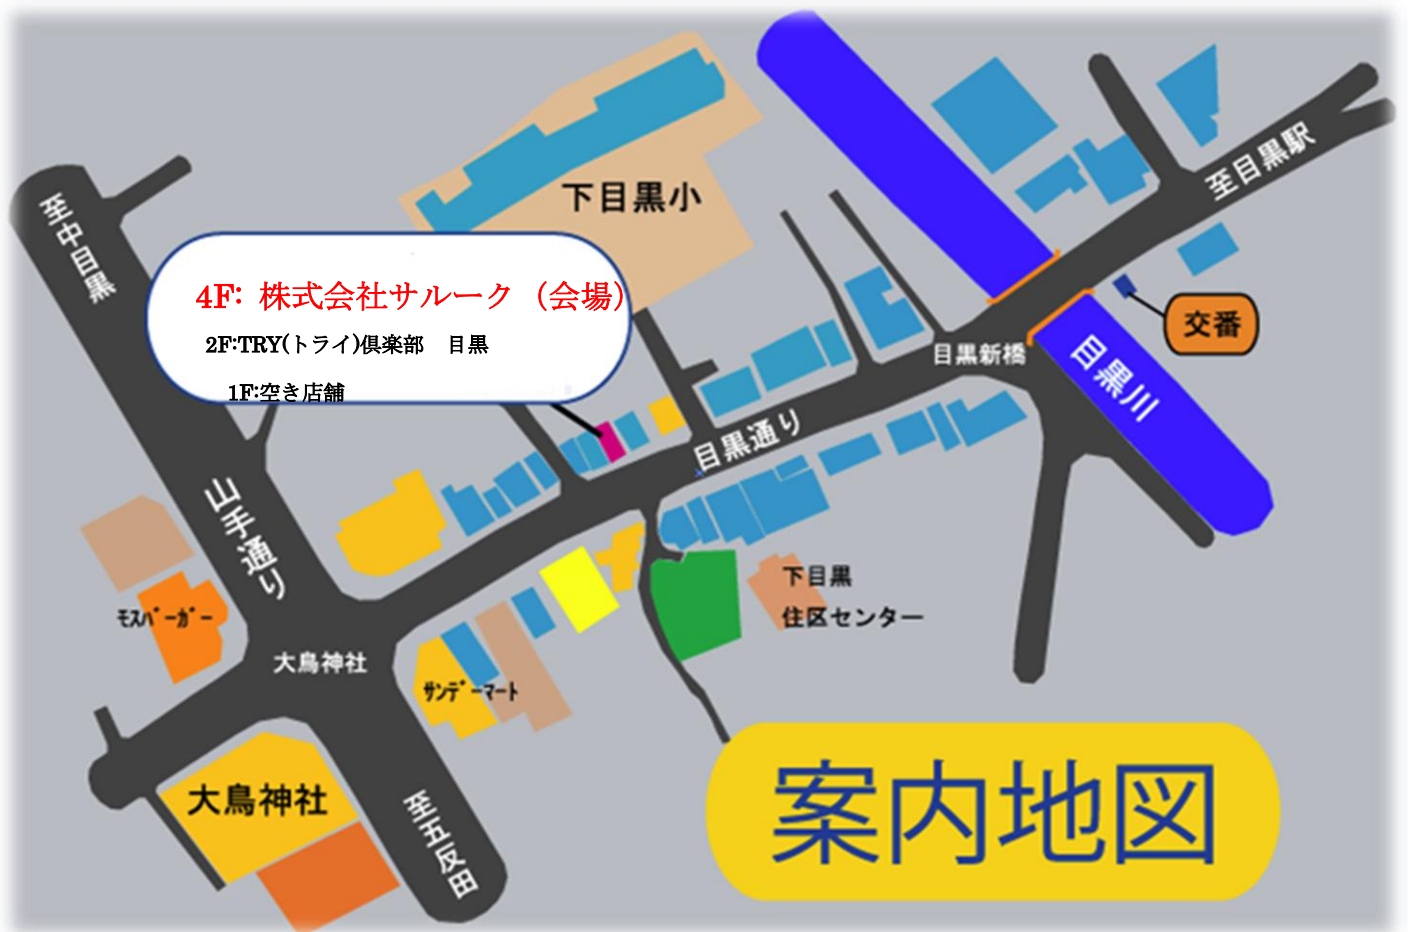 至中目黒
下目黒小
至目黒駅
4F: 株式会社サルーク（会場）
2F:TRY(トライ)倶楽部　目黒
1F:空き店舗
交番
目黒新橋
目黒川
目黒通り
山手通り
下目黒
住区センター
ﾓｽﾊﾞｰｶﾞｰ
大鳥神社
ｻﾝﾃﾞｰﾏｰﾄ
大鳥神社
至五反田
案内地図